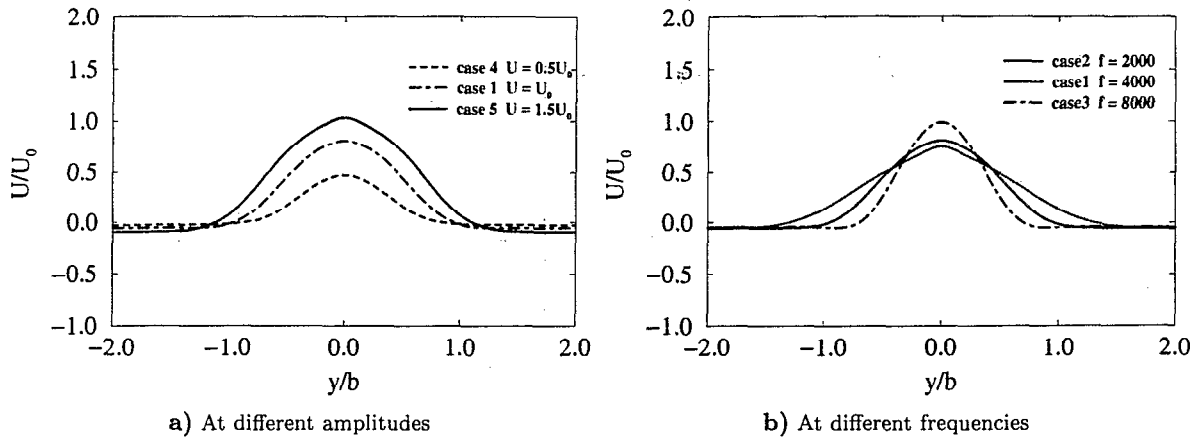 2.0
1.5
1.0
0.5
0.0
−0.5
−1.0
U/U₀
case 4 U = 0.5U₀
case 1 U = U₀
case 5 U = 1.5U₀
−2.0 −1.0 0.0 1.0 2.0
y/b
a) At different amplitudes
2.0
1.5
1.0
0.5
0.0
−0.5
−1.0
U/U₀
case2 f = 2000
case1 f = 4000
case3 f = 8000
−2.0 −1.0 0.0 1.0 2.0
y/b
b) At different frequencies